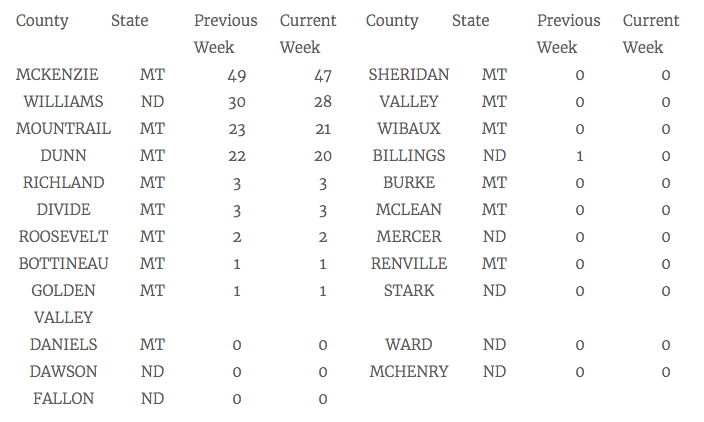 County State Previous Current County State Previous Current
Week Week Week Week
MCKENZIE MT 49 47 SHERIDAN MT 0 0
WILLIAMS ND 30 28 VALLEY MT 0 0
MOUNTRAIL MT 23 21 WIBAUX MT 0 0
DUNN MT 22 20 BILLINGS ND 1 0
RICHLAND MT 3 3 BURKE MT 0 0
DIVIDE MT 3 3 MCLEAN MT 0 0
ROOSEVELT MT 2 2 MERCER ND 0 0
BOTTINEAU MT 1 1 RENVILLE MT 0 0
GOLDEN MT 1 1 STARK ND 0 0
VALLEY
DANIELS MT 0 0 WARD ND 0 0
DAWSON ND 0 0 MCHENRY ND 0 0
FALLON ND 0 0